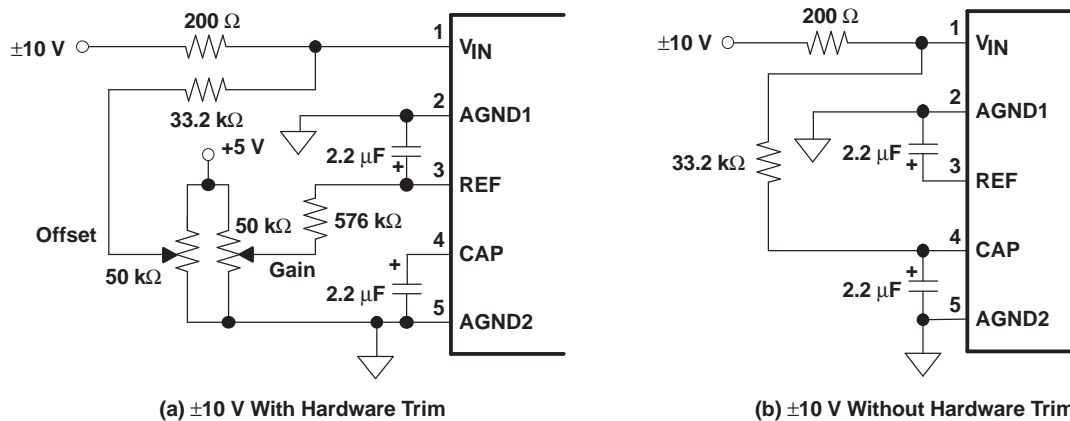 200 Ω
±10 V
33.2 kΩ
+5 V
Offset
50 kΩ
50 kΩ
Gain
576 kΩ
2.2 μF
+
+
2.2 μF
1
VIN
2
AGND1
3
REF
4
CAP
5
AGND2
(a) ±10 V With Hardware Trim
200 Ω
±10 V
33.2 kΩ
2.2 μF
+
+
2.2 μF
1
VIN
2
AGND1
3
REF
4
CAP
5
AGND2
(b) ±10 V Without Hardware Trim